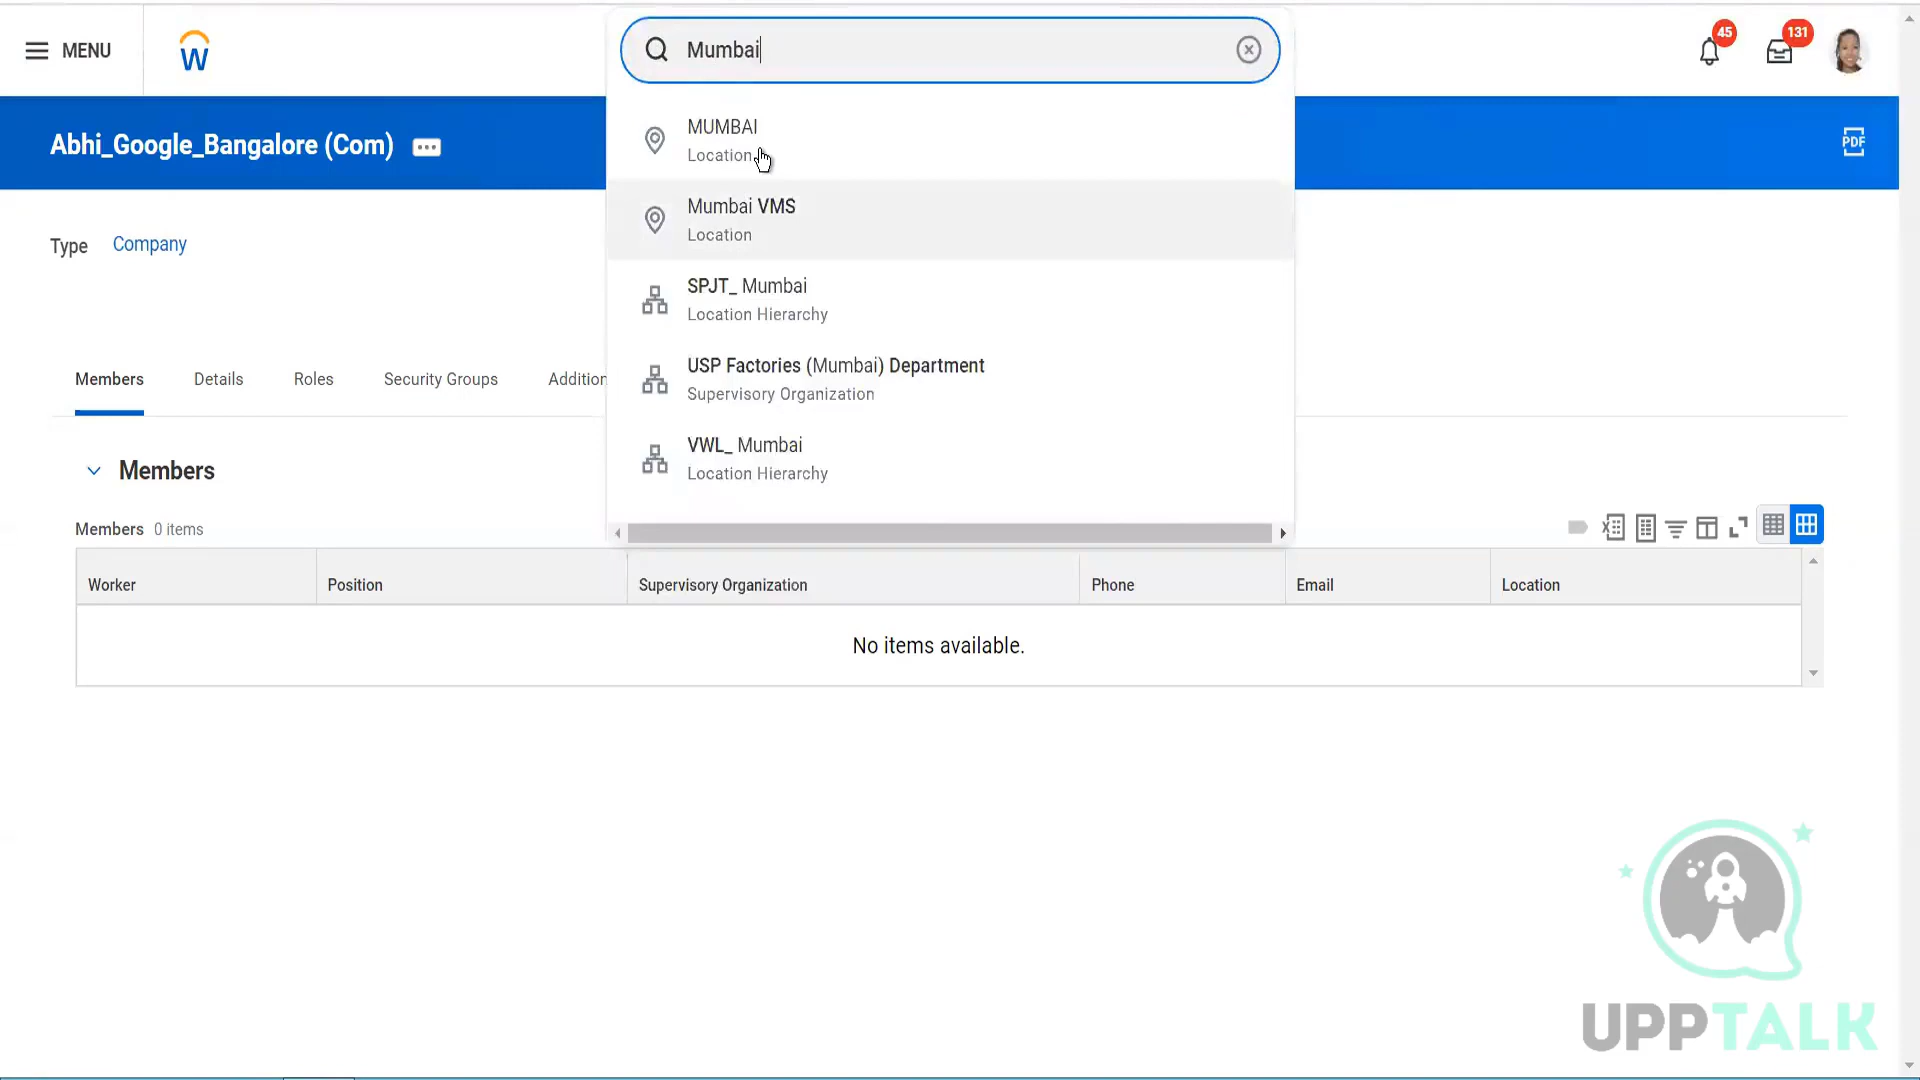 MENU
W
Mumbai
45
131
Abhi_Google_Bangalore (Com)
PDF
MUMBAI
Location
Mumbai VMS
Location
SPJT_ Mumbai
Location Hierarchy
USP Factories (Mumbai) Department
Supervisory Organization
VWL_ Mumbai
Location Hierarchy
Type Company
Members Details Roles Security Groups Addition
Members
Members 0 items
Worker Position Supervisory Organization Phone Email Location
No items available.
UPPTALK